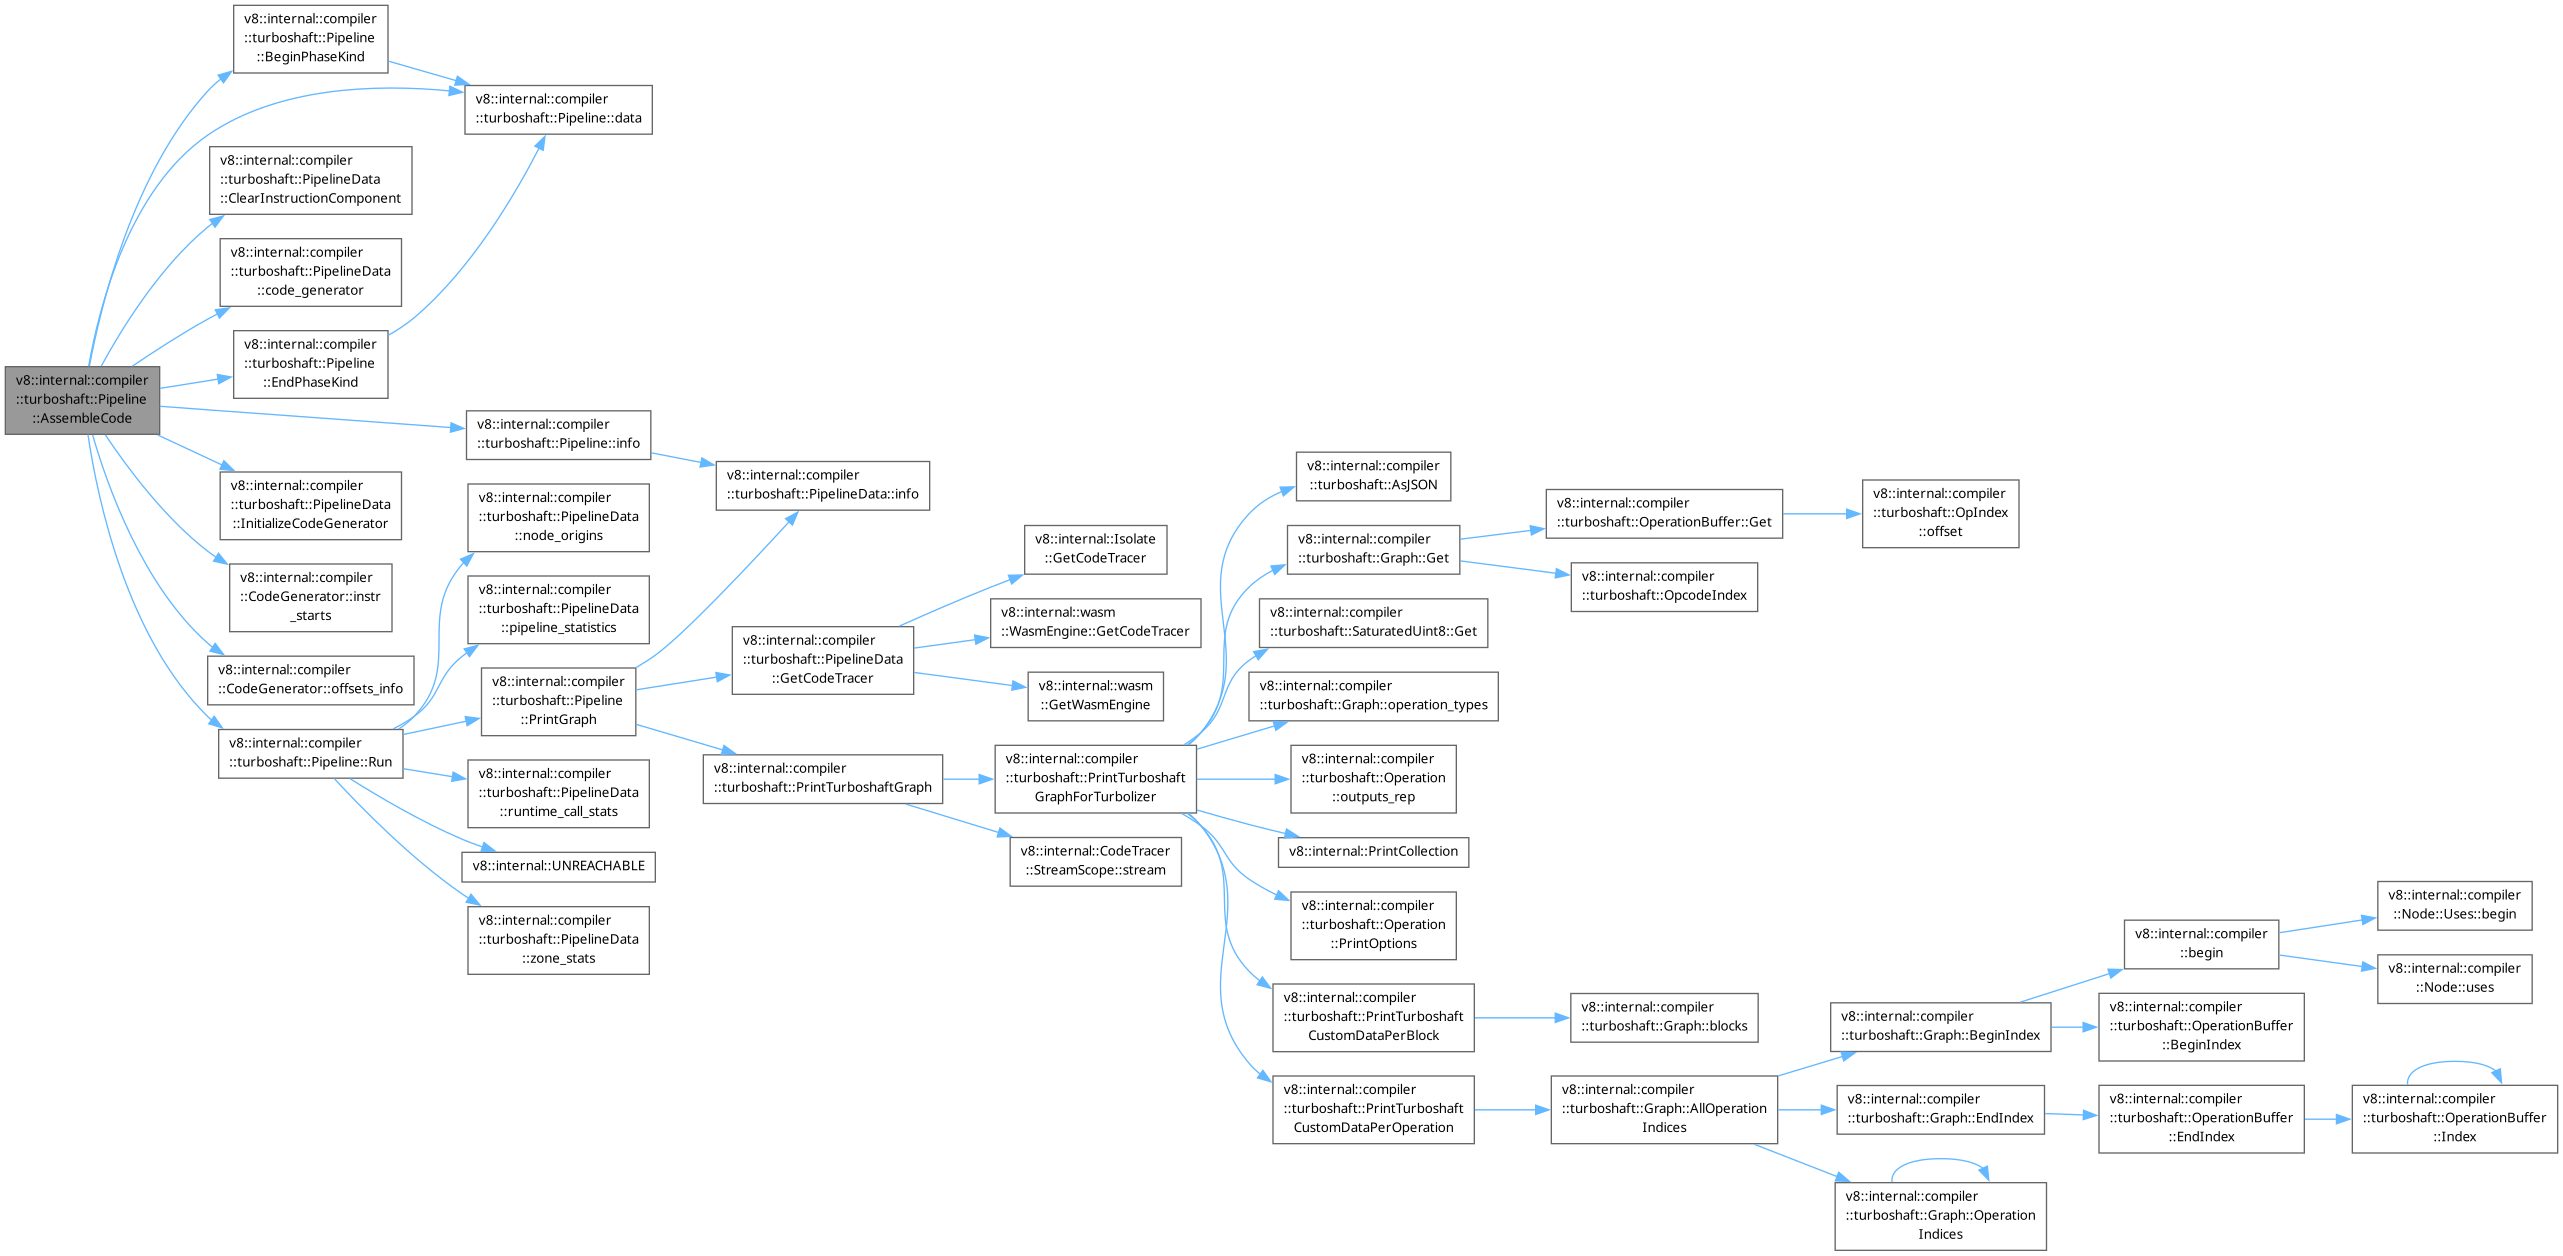 v8::internal::compiler
::turboshaft::Pipeline
::AssembleCode
v8::internal::compiler
::turboshaft::Pipeline
::BeginPhaseKind
v8::internal::compiler
::turboshaft::Pipeline::data
v8::internal::compiler
::turboshaft::PipelineData
::ClearInstructionComponent
v8::internal::compiler
::turboshaft::PipelineData
::code_generator
v8::internal::compiler
::turboshaft::Pipeline
::EndPhaseKind
v8::internal::compiler
::turboshaft::Pipeline::info
v8::internal::compiler
::turboshaft::PipelineData::info
v8::internal::compiler
::turboshaft::PipelineData
::InitializeCodeGenerator
v8::internal::compiler
::CodeGenerator::instr
_starts
v8::internal::compiler
::CodeGenerator::offsets_info
v8::internal::compiler
::turboshaft::Pipeline::Run
v8::internal::compiler
::turboshaft::PipelineData
::node_origins
v8::internal::compiler
::turboshaft::PipelineData
::pipeline_statistics
v8::internal::compiler
::turboshaft::Pipeline
::PrintGraph
v8::internal::compiler
::turboshaft::PipelineData
::runtime_call_stats
v8::internal::UNREACHABLE
v8::internal::compiler
::turboshaft::PipelineData
::zone_stats
v8::internal::compiler
::turboshaft::PipelineData
::GetCodeTracer
v8::internal::compiler
::turboshaft::PrintTurboshaftGraph
v8::internal::Isolate
::GetCodeTracer
v8::internal::wasm
::WasmEngine::GetCodeTracer
v8::internal::wasm
::GetWasmEngine
v8::internal::compiler
::turboshaft::PrintTurboshaft
GraphForTurbolizer
v8::internal::CodeTracer
::StreamScope::stream
v8::internal::compiler
::turboshaft::AsJSON
v8::internal::compiler
::turboshaft::Graph::Get
v8::internal::compiler
::turboshaft::SaturatedUint8::Get
v8::internal::compiler
::turboshaft::Graph::operation_types
v8::internal::compiler
::turboshaft::Operation
::outputs_rep
v8::internal::PrintCollection
v8::internal::compiler
::turboshaft::Operation
::PrintOptions
v8::internal::compiler
::turboshaft::PrintTurboshaft
CustomDataPerBlock
v8::internal::compiler
::turboshaft::PrintTurboshaft
CustomDataPerOperation
v8::internal::compiler
::turboshaft::OperationBuffer::Get
v8::internal::compiler
::turboshaft::OpcodeIndex
v8::internal::compiler
::turboshaft::OpIndex
::offset
v8::internal::compiler
::turboshaft::Graph::blocks
v8::internal::compiler
::turboshaft::Graph::AllOperation
Indices
v8::internal::compiler
::turboshaft::Graph::BeginIndex
v8::internal::compiler
::turboshaft::Graph::EndIndex
v8::internal::compiler
::turboshaft::Graph::Operation
Indices
v8::internal::compiler
::begin
v8::internal::compiler
::turboshaft::OperationBuffer
::BeginIndex
v8::internal::compiler
::turboshaft::OperationBuffer
::EndIndex
v8::internal::compiler
::Node::Uses::begin
v8::internal::compiler
::Node::uses
v8::internal::compiler
::turboshaft::OperationBuffer
::Index